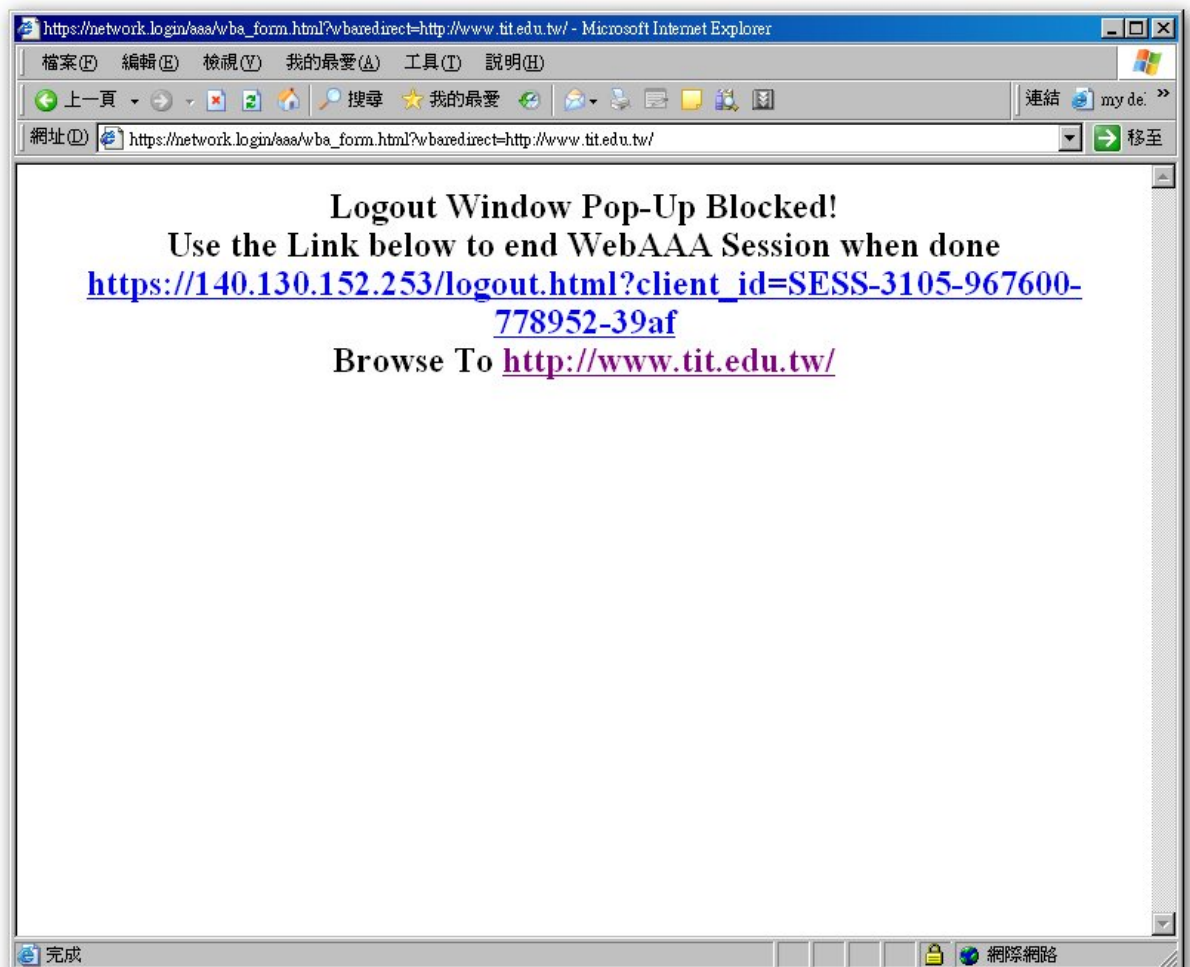 https://network.login/aaa/wba_form.html?wbaredirect=http://www.tit.edu.tw/ - Microsoft Internet Explorer
檔案(F) 編輯(E) 檢視(V) 我的最愛(A) 工具(T) 說明(H)
上一頁 搜尋 我的最愛 連結 my de. »
網址(D) https://network.login/aaa/wba_form.html?wbaredirect=http://www.tit.edu.tw/ 移至
Logout Window Pop-Up Blocked!
Use the Link below to end WebAAA Session when done
https://140.130.152.253/logout.html?client_id=SESS-3105-967600-
778952-39af
Browse To http://www.tit.edu.tw/
完成 網際網路